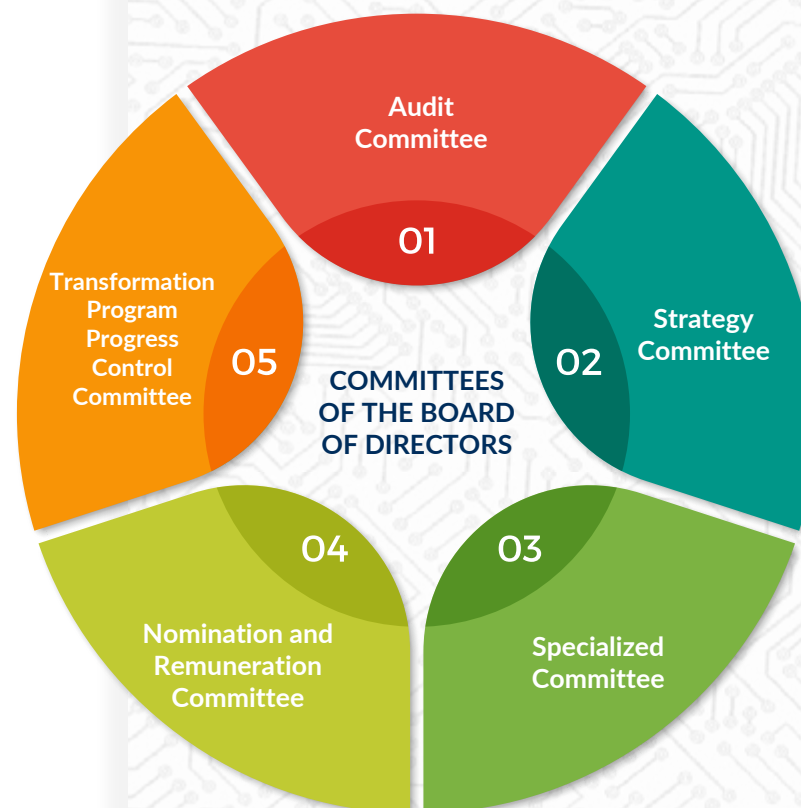 Audit
Committee
01
Strategy
Committee
02
Specialized
Committee
03
Nomination and
Remuneration
Committee
04
Transformation
Program
Progress
Control
Committee
05
COMMITTEES
OF THE BOARD
OF DIRECTORS